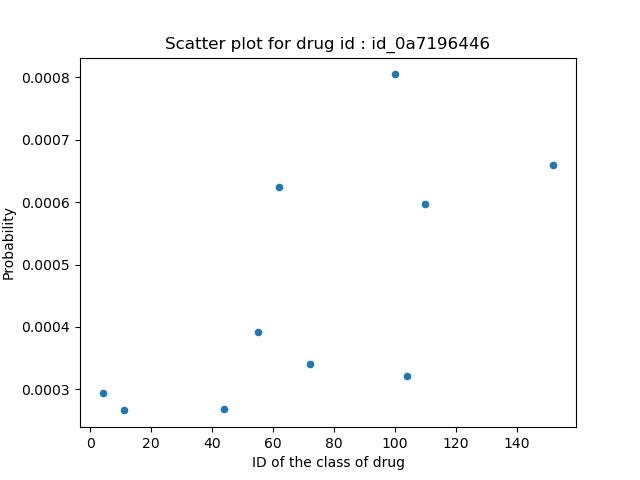 Scatter plot for drug id : id_0a7196446
0.0008
0.0007
0.0006
0.0005
0.0004
0.0003
Probability
0 20 40 60 80 100 120 140
ID of the class of drug